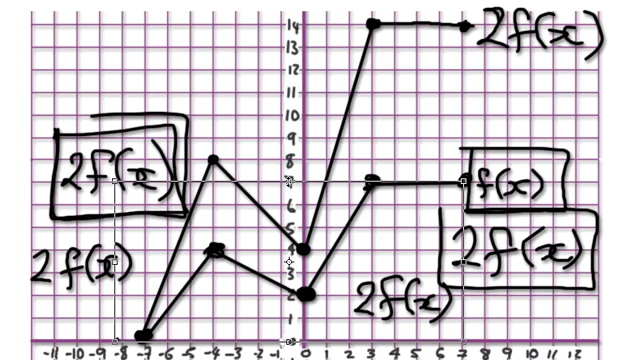 2f(x)
14
13
12
11
10
9
8
7
6
5
4
3
2
1
0
2f(x)
f(x)
2f(x)
2f(x)
2f(x)
-11 -10 -9 -8 -7 -6 -5 -4 -3 -2 -1 0 1 2 3 4 5 6 7 8 9 10 11 12